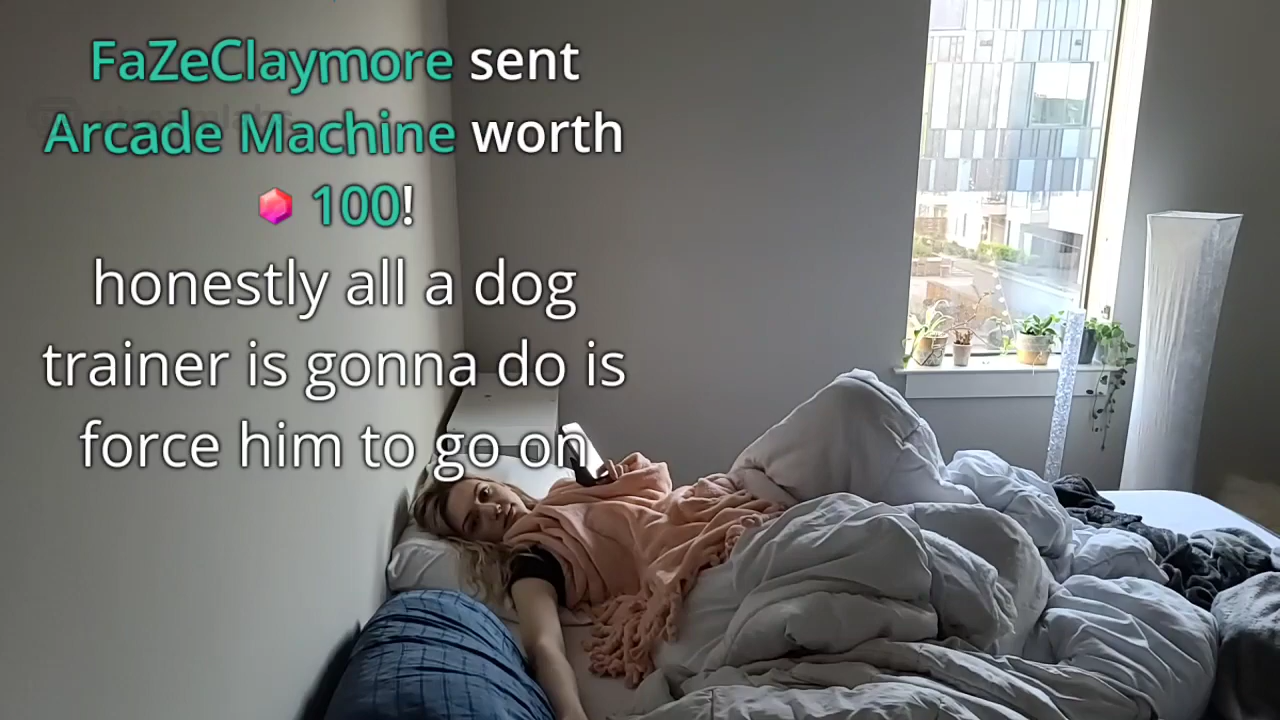 FaZeClaymore sent
Arcade Machine worth
100!
honestly all a dog
trainer is gonna do is
force him to go on